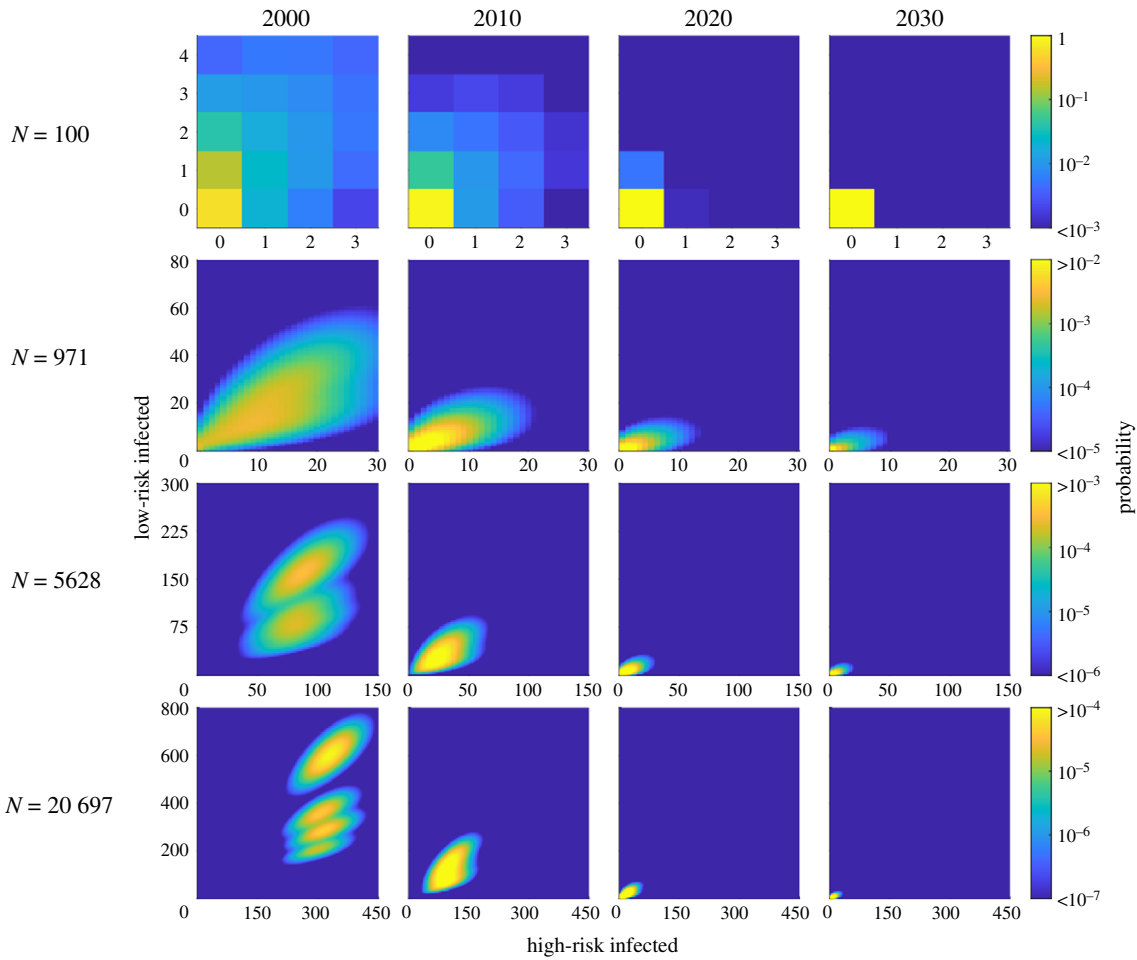 2000 2010 2020 2030
N = 100
4
3
2
1
0
0 1 2 3
0 1 2 3
0 1 2 3
0 1 2 3
1
10⁻¹
10⁻²
<10⁻³
N = 971
80
60
40
20
0
10 20 30
0 10 20 30
0 10 20 30
0 10 20 30
>10⁻²
10⁻³
10⁻⁴
<10⁻⁵
low-risk infected
probability
N = 5628
300
225
150
75
0
50 100 150
0 50 100 150
0 50 100 150
0 50 100 150
>10⁻³
10⁻⁴
10⁻⁵
<10⁻⁶
N = 20 697
800
600
400
200
0
150 300 450
0 150 300 450
0 150 300 450
0 150 300 450
>10⁻⁴
10⁻⁵
10⁻⁶
<10⁻⁷
high-risk infected